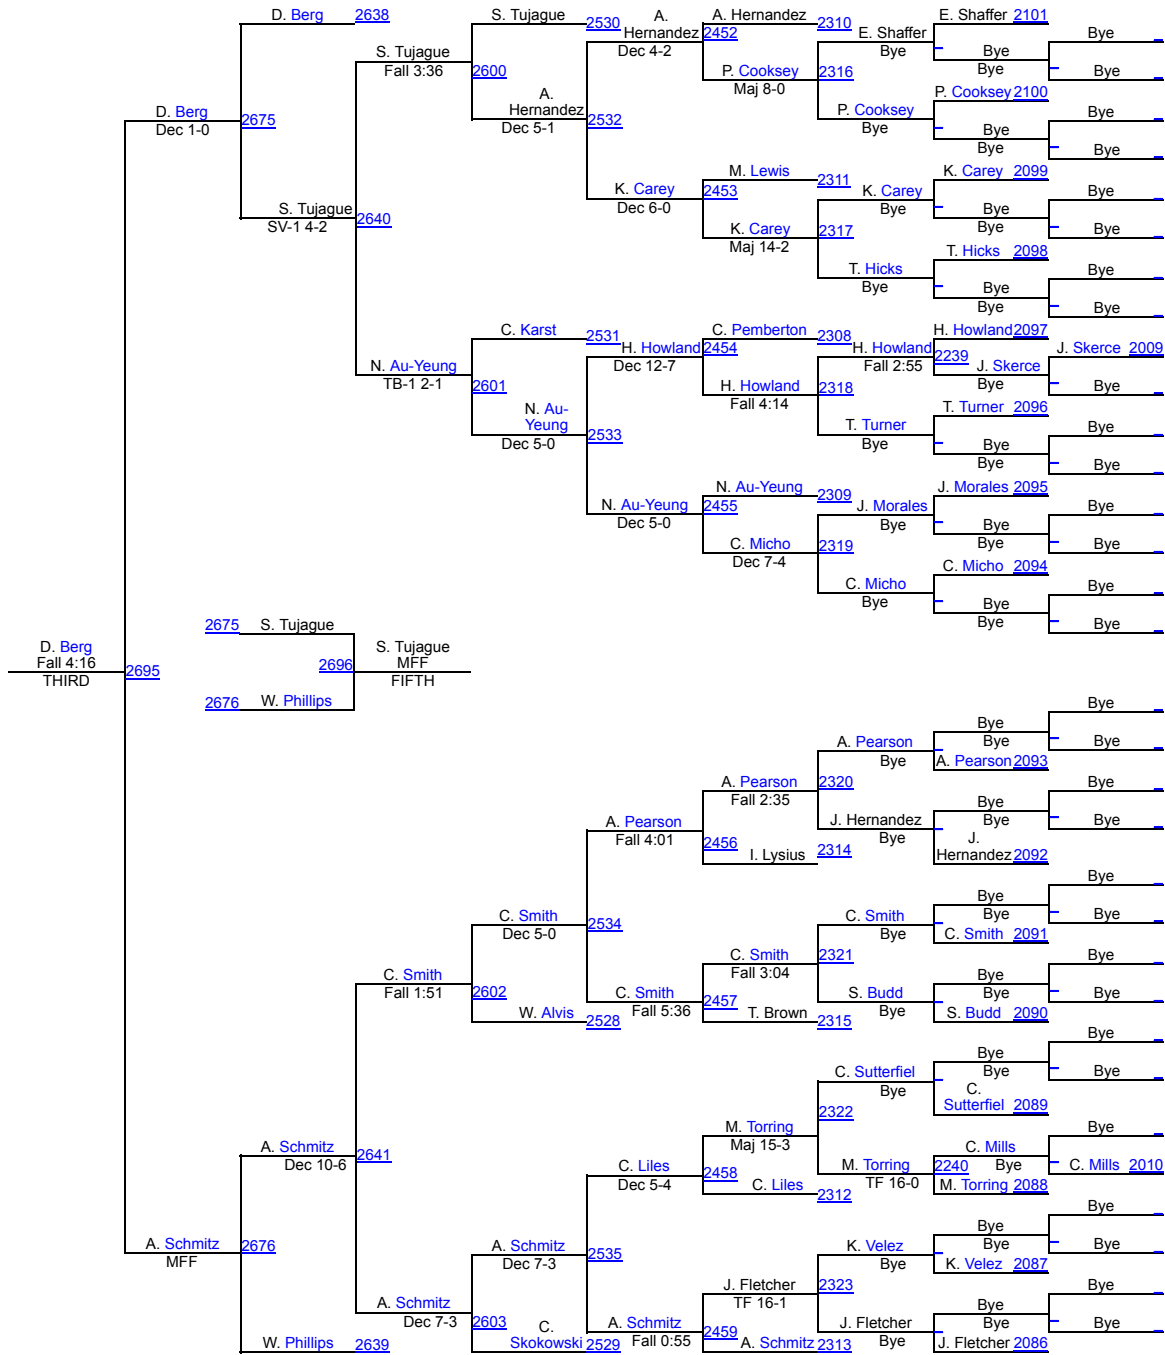 D. Berg 2638
S. Tujague
2530
A.
Hernandez
Dec 4-2
A. Hernandez
2310
2452
E. Shaffer 2101
E. Shaffer
Bye
Bye
Bye
Bye
Bye
S. Tujague
Fall 3:36
2600
P. Cooksey
Maj 8-0
2316
A.
Hernandez
Dec 5-1
2532
P. Cooksey 2100
P. Cooksey
Bye
Bye
Bye
Bye
Bye
D. Berg
Dec 1-0
2675
M. Lewis
2311
K. Carey
Dec 6-0
2453
K. Carey 2099
K. Carey
Bye
Bye
Bye
Bye
Bye
S. Tujague
SV-1 4-2
2640
K. Carey
Maj 14-2
2317
T. Hicks 2098
T. Hicks
Bye
Bye
Bye
Bye
Bye
C. Karst
2531
C. Pemberton
2308
H. Howland 2097
H. Howland
Dec 12-7
2454
H. Howland
Fall 2:55
2239
J. Skerce 2009
J. Skerce
Bye
Bye
N. Au-Yeung
TB-1 2-1
2601
H. Howland
Fall 4:14
2318
N. Au-
Yeung
Dec 5-0
2533
T. Turner 2096
T. Turner
Bye
Bye
Bye
Bye
Bye
N. Au-Yeung
2309
N. Au-Yeung
Dec 5-0
2455
J. Morales 2095
J. Morales
Bye
Bye
Bye
Bye
Bye
C. Micho
Dec 7-4
2319
C. Micho 2094
C. Micho
Bye
Bye
Bye
Bye
Bye
2675 S. Tujague
D. Berg
Fall 4:16
THIRD
2695
2696
S. Tujague
MFF
FIFTH
2676 W. Phillips
Bye
Bye
Bye
Bye
A. Pearson
Bye
A. Pearson 2093
A. Pearson
Fall 2:35
2320
Bye
Bye
Bye
Bye
A. Pearson
Fall 4:01
J. Hernandez
Bye
J.
Hernandez 2092
2456
I. Lysius
2314
Bye
Bye
Bye
Bye
C. Smith
Dec 5-0
2534
C. Smith
Bye
C. Smith 2091
C. Smith
Fall 3:04
2321
Bye
Bye
Bye
Bye
C. Smith
Fall 1:51
2602
C. Smith
Fall 5:36
2457
S. Budd
Bye
S. Budd 2090
W. Alvis
2528
T. Brown
2315
Bye
Bye
Bye
Bye
C. Sutterfiel
Bye
C.
Sutterfiel 2089
2322
M. Torring
Maj 15-3
Bye
A. Schmitz
Dec 10-6
2641
C. Mills
Bye
C. Mills 2010
C. Liles
Dec 5-4
2458
M. Torring
TF 16-0
2240
M. Torring 2088
C. Liles
2312
Bye
Bye
Bye
Bye
A. Schmitz
MFF
2676
A. Schmitz
Dec 7-3
2535
K. Velez
Bye
K. Velez 2087
J. Fletcher
TF 16-1
2323
Bye
Bye
Bye
Bye
A. Schmitz
Dec 7-3
2603
A. Schmitz
Fall 0:55
2459
J. Fletcher
Bye
J. Fletcher 2086
C.
Skokowski 2529
A. Schmitz 2313
W. Phillips 2639